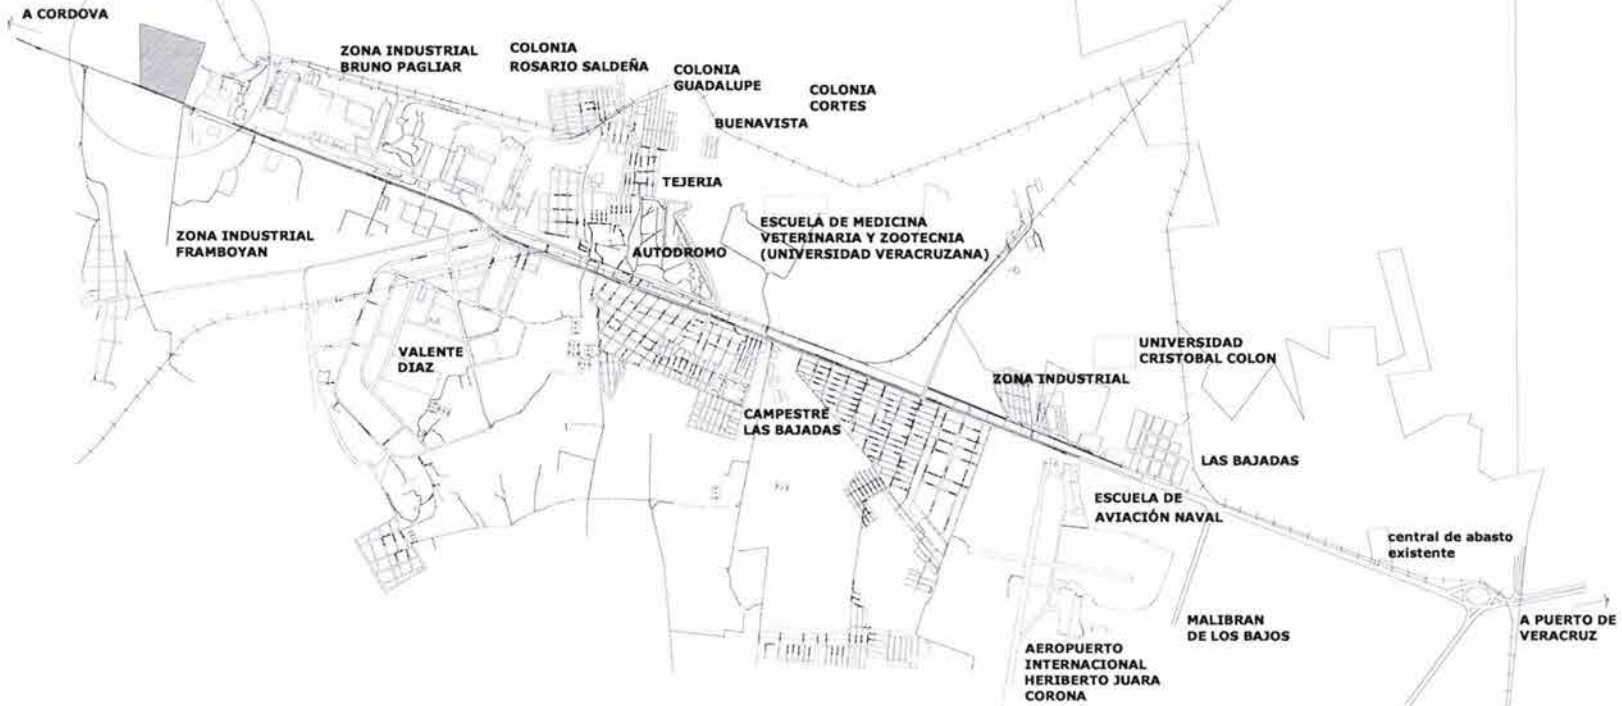 A CORDOVA
ZONA INDUSTRIAL
BRUNO PAGLIAR
COLONIA
ROSARIO SALDEÑA
COLONIA
GUADALUPE
COLONIA
CORTES
BUENAVISTA
TEJERIA
ZONA INDUSTRIAL
FRAMBOYAN
AUTODROMO
ESCUELA DE MEDICINA
VETERINARIA Y ZOOTECNIA
(UNIVERSIDAD VERACRUZANA)
VALENTE
DIAZ
UNIVERSIDAD
CRISTOBAL COLON
ZONA INDUSTRIAL
CAMPESTRE
LAS BAJADAS
LAS BAJADAS
ESCUELA DE
AVIACIÓN NAVAL
central de abasto
existente
MALIBRAN
DE LOS BAJOS
A PUERTO DE
VERACRUZ
AEROPUERTO
INTERNACIONAL
HERIBERTO JUARA
CORONA